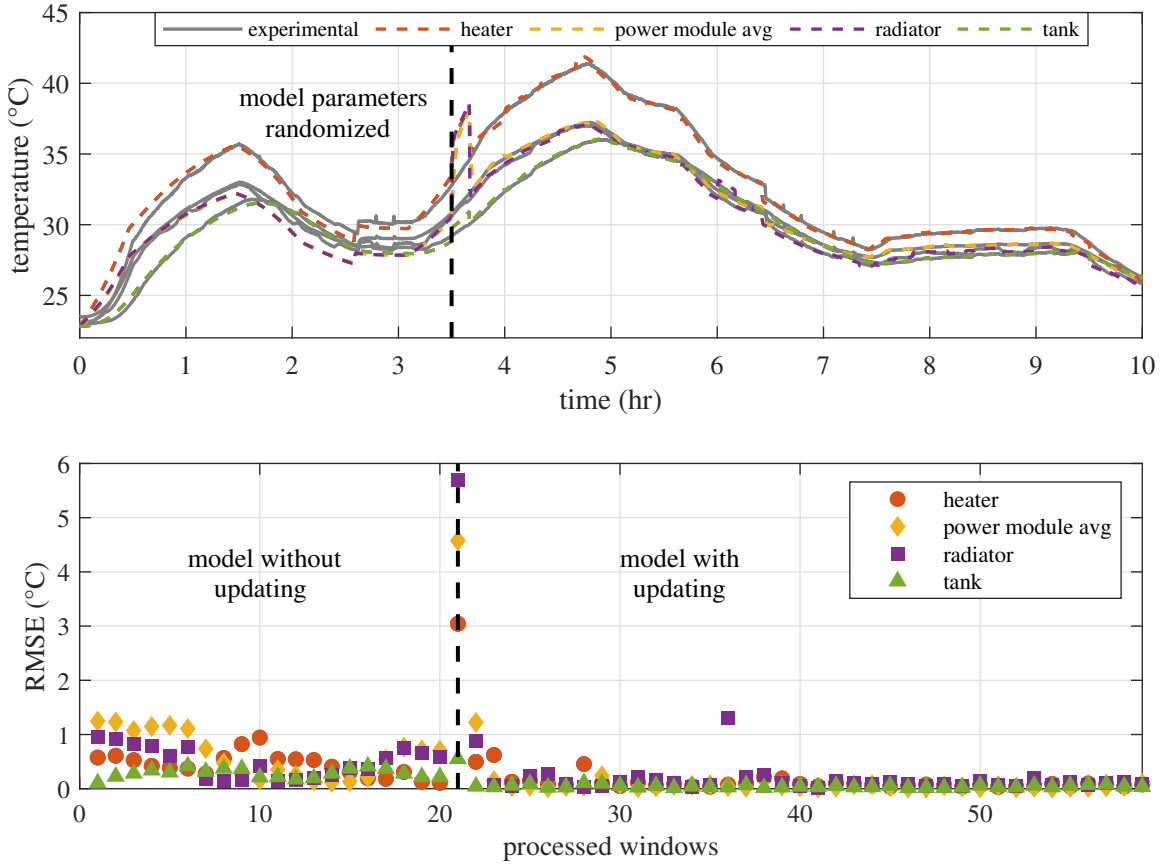 45
40
35
30
25
temperature (°C)
experimental heater power module avg radiator tank
model parameters
randomized
0 1 2 3 4 5 6 7 8 9 10
time (hr)
6
5
4
3
2
1
0
RMSE (°C)
model without
updating
model with
updating
heater
power module avg
radiator
tank
0 10 20 30 40 50
processed windows